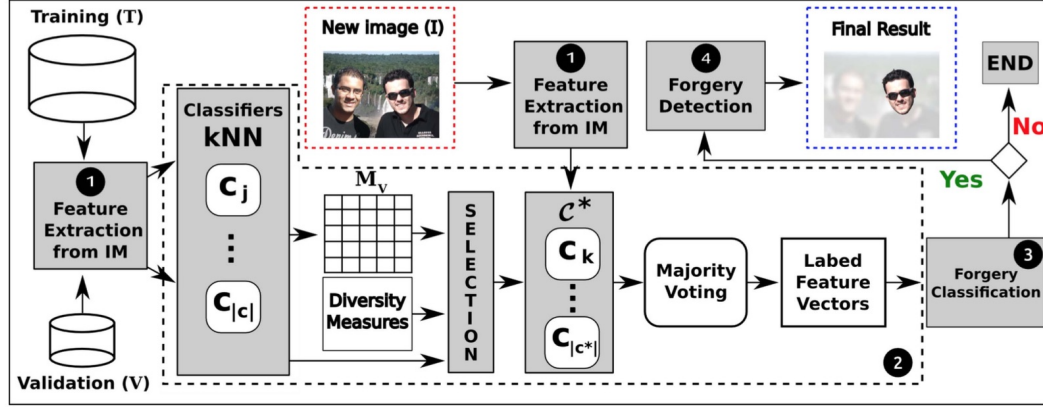 Training (T)
1
Feature
Extraction
from IM
Validation (V)
Classifiers
kNN
C j
C |c|
Mv
Diversity
Measures
SELECTION
New image (I)
1
Feature
Extraction
from IM
C*
C k
C |c*|
Majority
Voting
Labed
Feature
Vectors
2
3
Forgery
Classification
Yes
No
END
4
Forgery
Detection
Final Result